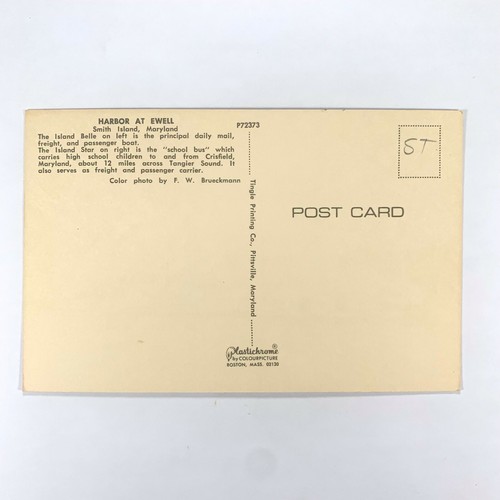 HARBOR AT EWELL
Smith Island, Maryland
The Island Belle on left is the principal daily mail,
freight, and passenger boat.
The Island Star on right is the "school bus" which
carries high school children to and from Crisfield,
Maryland, about 12 miles across Tangier Sound. It
also serves as freight and passenger carrier.
Color photo by F. W. Brueckmann
P72373
Tingle Printing Co., Pittsville, Maryland
Plastichrome®
by COLOURPICTURE
BOSTON, MASS. 02130
ST
POST CARD